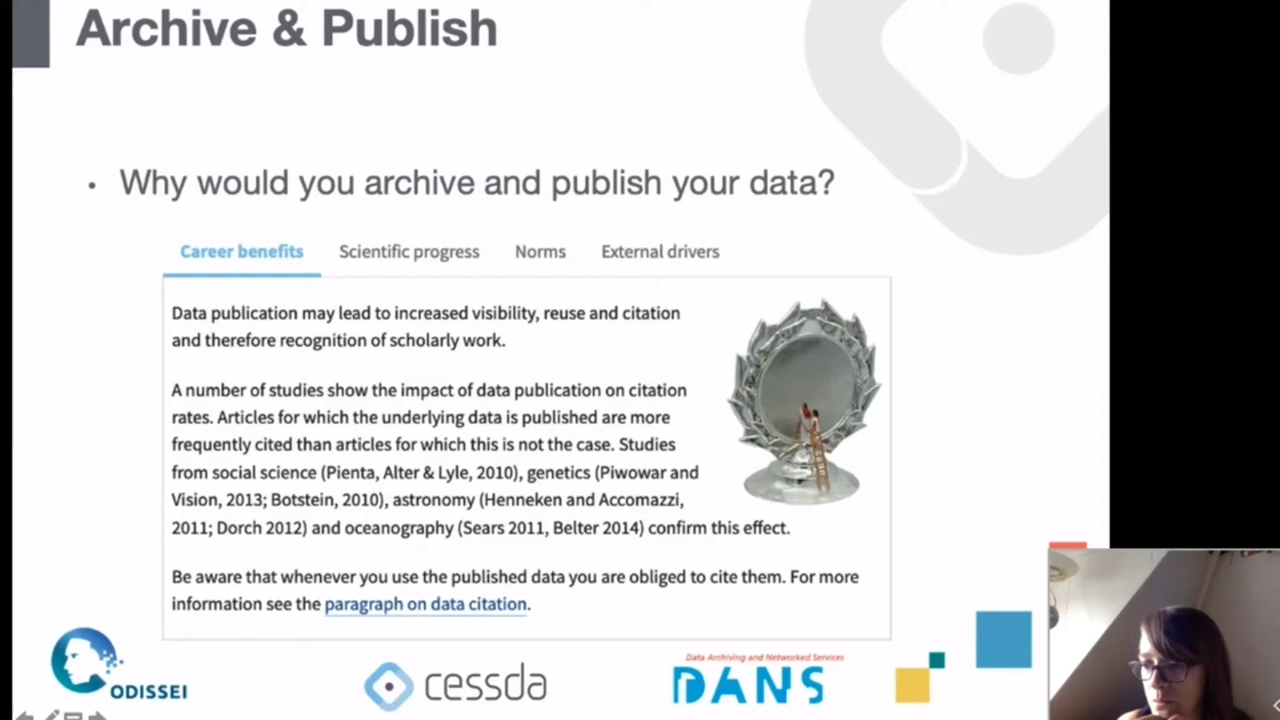 Archive & Publish
• Why would you archive and publish your data?
Career benefits Scientific progress Norms External drivers
Data publication may lead to increased visibility, reuse and citation
and therefore recognition of scholarly work.
A number of studies show the impact of data publication on citation
rates. Articles for which the underlying data is published are more
frequently cited than articles for which this is not the case. Studies
from social science (Pienta, Alter & Lyle, 2010), genetics (Piwowar and
Vision, 2013; Botstein, 2010), astronomy (Henneken and Accomazzi,
2011; Dorch 2012) and oceanography (Sears 2011, Belter 2014) confirm this effect.
Be aware that whenever you use the published data you are obliged to cite them. For more
information see the paragraph on data citation.
ODISSEI
cessda
Data Archiving and Networked Services
DANS